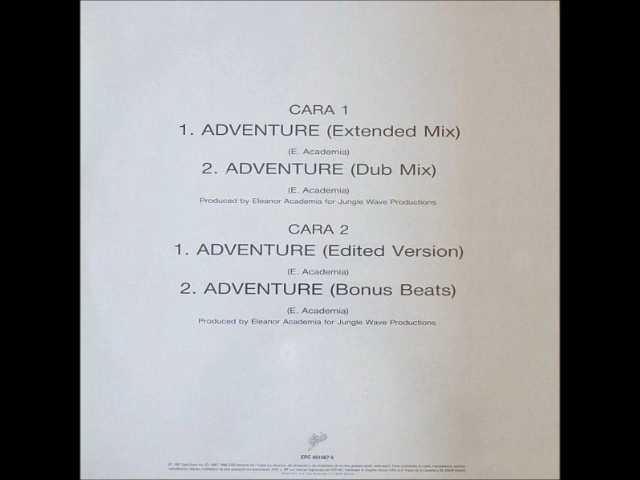 CARA 1
1. ADVENTURE (Extended Mix)
(E. Academia)
2. ADVENTURE (Dub Mix)
(E. Academia)
Produced by Eleanor Academia for Jungle Wave Productions
CARA 2
1. ADVENTURE (Edited Version)
(E. Academia)
2. ADVENTURE (Bonus Beats)
(E. Academia)
Produced by Eleanor Academia for Jungle Wave Productions
Epic